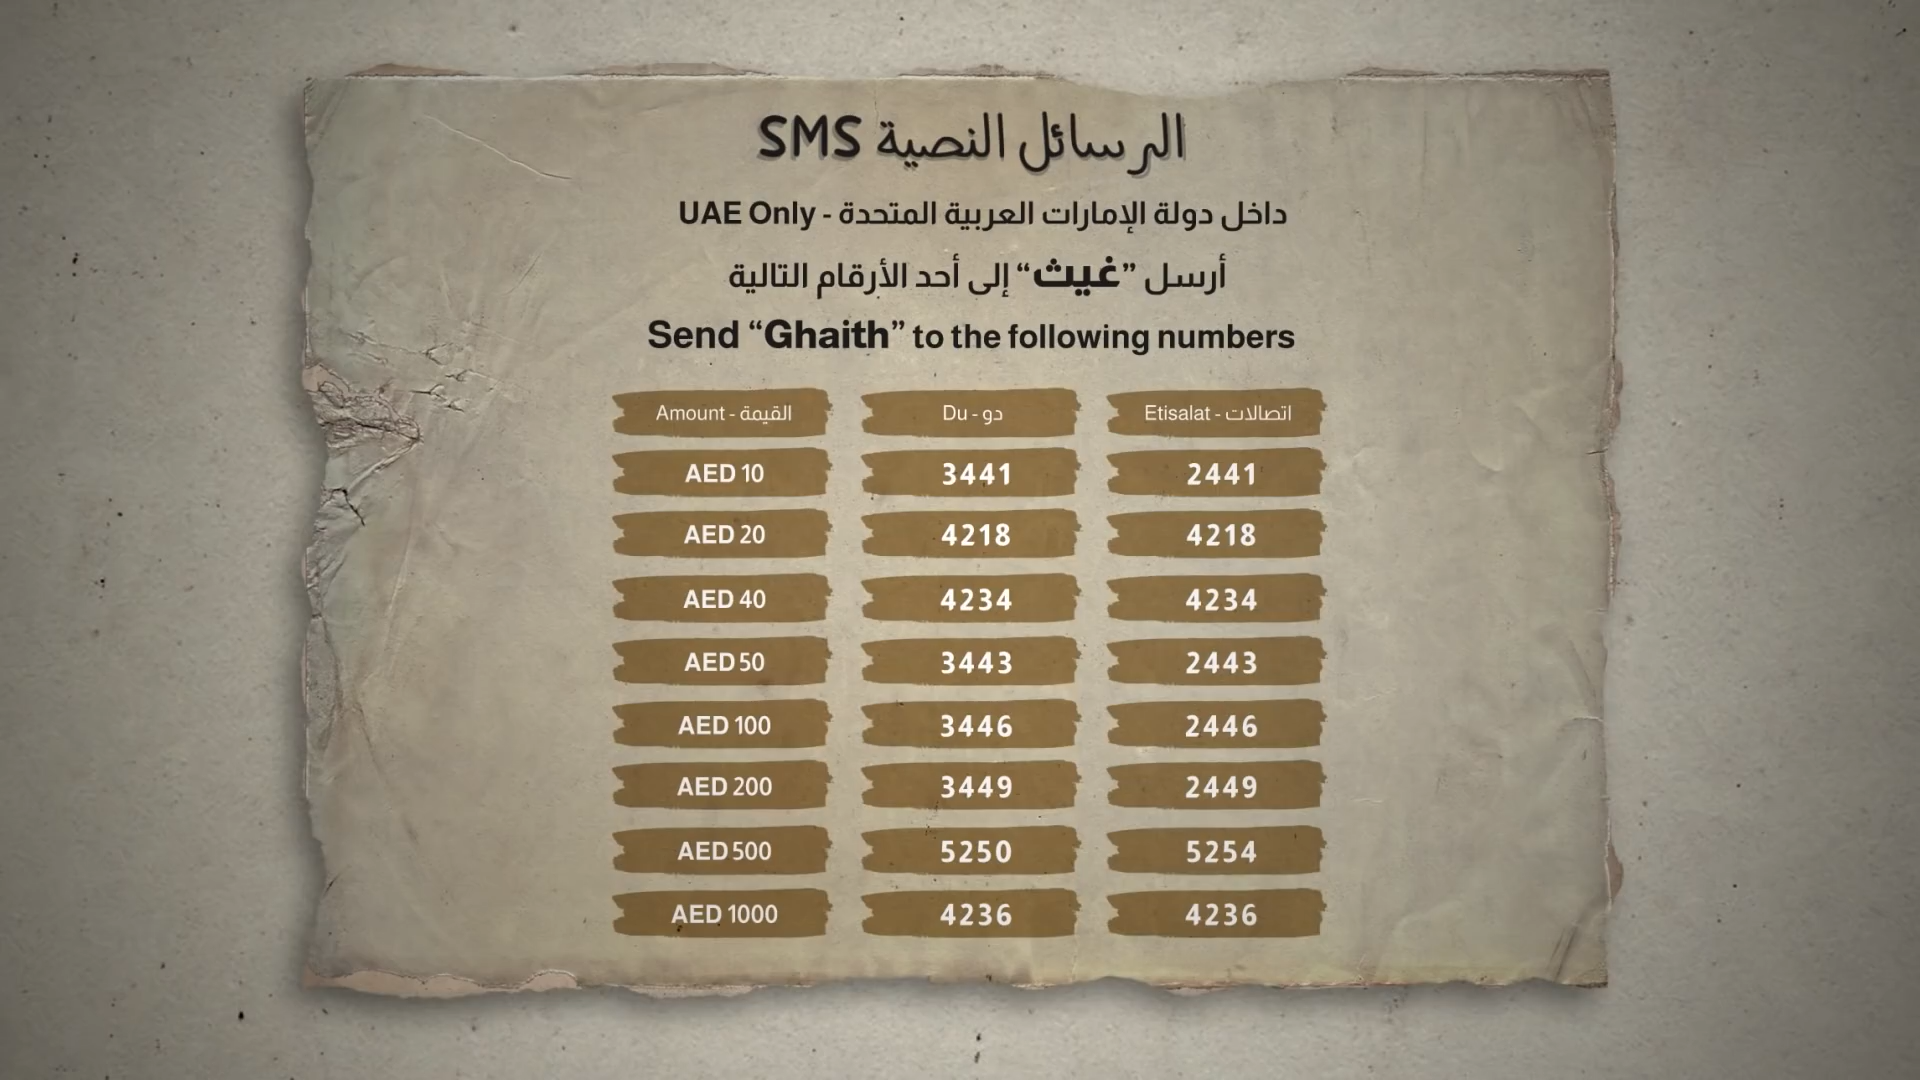 الرسائل النصية SMS
داخل دولة الإمارات العربية المتحدة - UAE Only
أرسل ”غيث“ إلى أحد الأرقام التالية
Send “Ghaith” to the following numbers
Amount - القيمة Du - دو Etisalat - اتصالات
AED 10 3441 2441
AED 20 4218 4218
AED 40 4234 4234
AED 50 3443 2443
AED 100 3446 2446
AED 200 3449 2449
AED 500 5250 5254
AED 1000 4236 4236